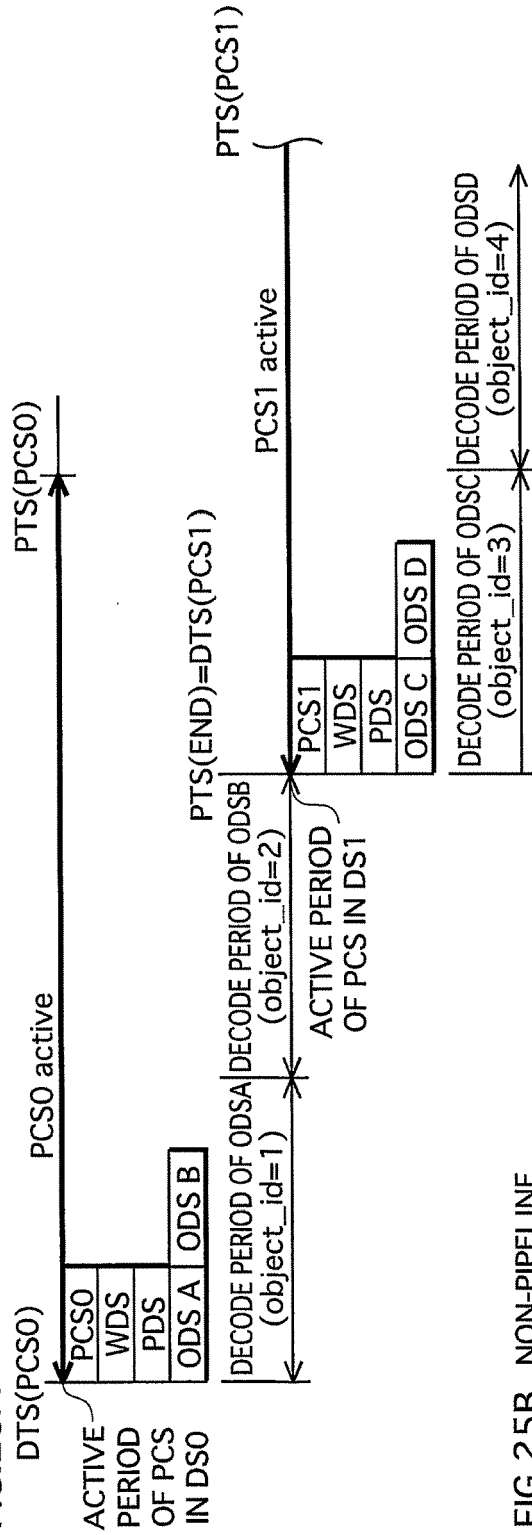 DTS(PCS0)
PCS0 active
PTS(PCS0)
ACTIVE
PERIOD
OF PCS
IN DS0
PCS0
WDS
PDS
ODS A ODS B
DECODE PERIOD OF ODSA
(object_id=1)
DECODE PERIOD OF ODSB
(object_id=2)
PTS(END)=DTS(PCS1)
PCS1 active
PTS(PCS1)
ACTIVE PERIOD
OF PCS IN DS1
PCS1
WDS
PDS
ODS C ODS D
DECODE PERIOD OF ODSC
(object_id=3)
DECODE PERIOD OF ODSD
(object_id=4)
FIG.25B NON-PIPELINE